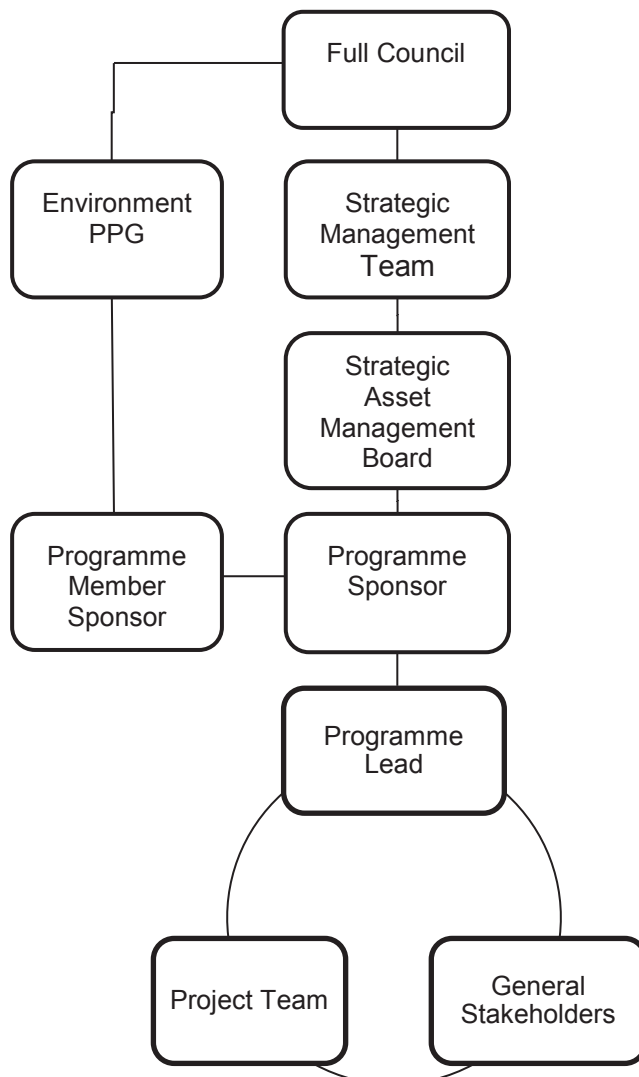 Full Council
Environment
PPG
Strategic
Management
Team
Strategic
Asset
Management
Board
Programme
Member
Sponsor
Programme
Sponsor
Programme
Lead
Project Team
General
Stakeholders